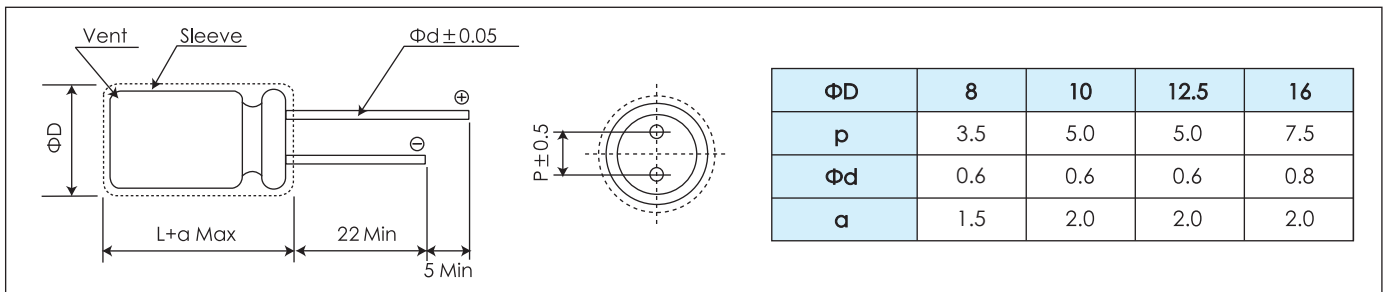 Vent
Sleeve
Φd±0.05
⊕
⊖
ΦD
L+a Max
22 Min
5 Min
P±0.5
ΦD 8 10 12.5 16
p 3.5 5.0 5.0 7.5
Φd 0.6 0.6 0.6 0.8
a 1.5 2.0 2.0 2.0